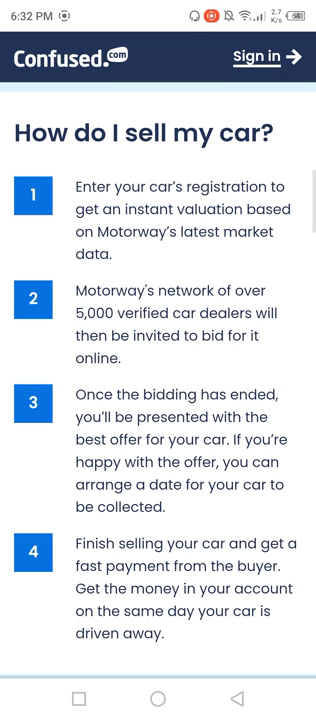 6:32 PM
2.7
K/s
64
Confused.com
Sign in
How do I sell my car?
1
Enter your car's registration to
get an instant valuation based
on Motorway's latest market
data.
2
Motorway's network of over
5,000 verified car dealers will
then be invited to bid for it
online.
3
Once the bidding has ended,
you'll be presented with the
best offer for your car. If you're
happy with the offer, you can
arrange a date for your car to
be collected.
4
Finish selling your car and get a
fast payment from the buyer.
Get the money in your account
on the same day your car is
driven away.